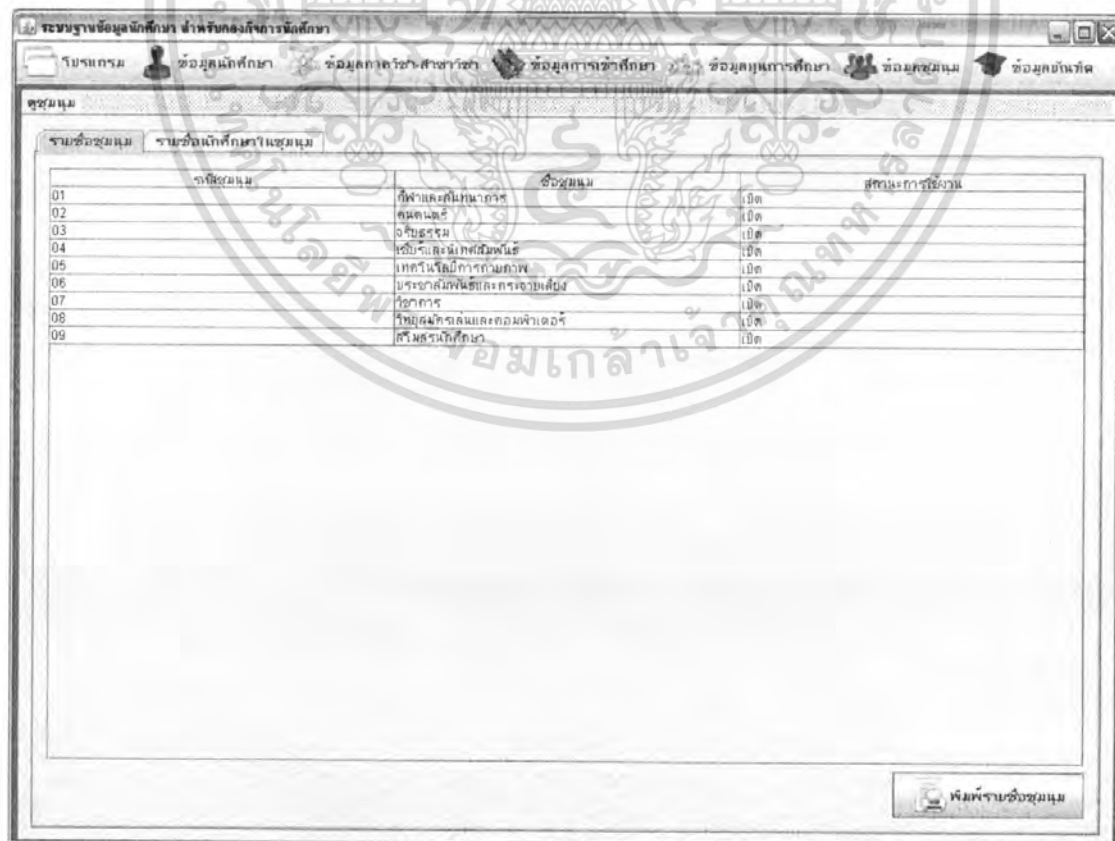 ระบบฐานข้อมูลนักศึกษา สำหรับกองกิจการนักศึกษา
โปรแกรม ข้อมูลนักศึกษา ข้อมูลภาควิชา-สาขาวิชา ข้อมูลการเข้าศึกษา ข้อมูลทุนการศึกษา ข้อมูลชุมนุม ข้อมูลบัณฑิต
ดูชุมนุม
รายชื่อชุมนุม รายชื่อนักศึกษาในชุมนุม
รหัสชุมนุม ชื่อชุมนุม สถานะการใช้งาน
01 กีฬาและสันทนาการ เปิด
02 ดนตรี เปิด
03 จริยธรรม เปิด
04 เชียร์และนิเทศสัมพันธ์ เปิด
05 เทคโนโลยีการถ่ายภาพ เปิด
06 ประชาสัมพันธ์และกระจายเสียง เปิด
07 วิชาการ เปิด
08 วิทยุสมัครเล่นและคอมพิวเตอร์ เปิด
09 สโมสรนักศึกษา เปิด
พิมพ์รายชื่อชุมนุม